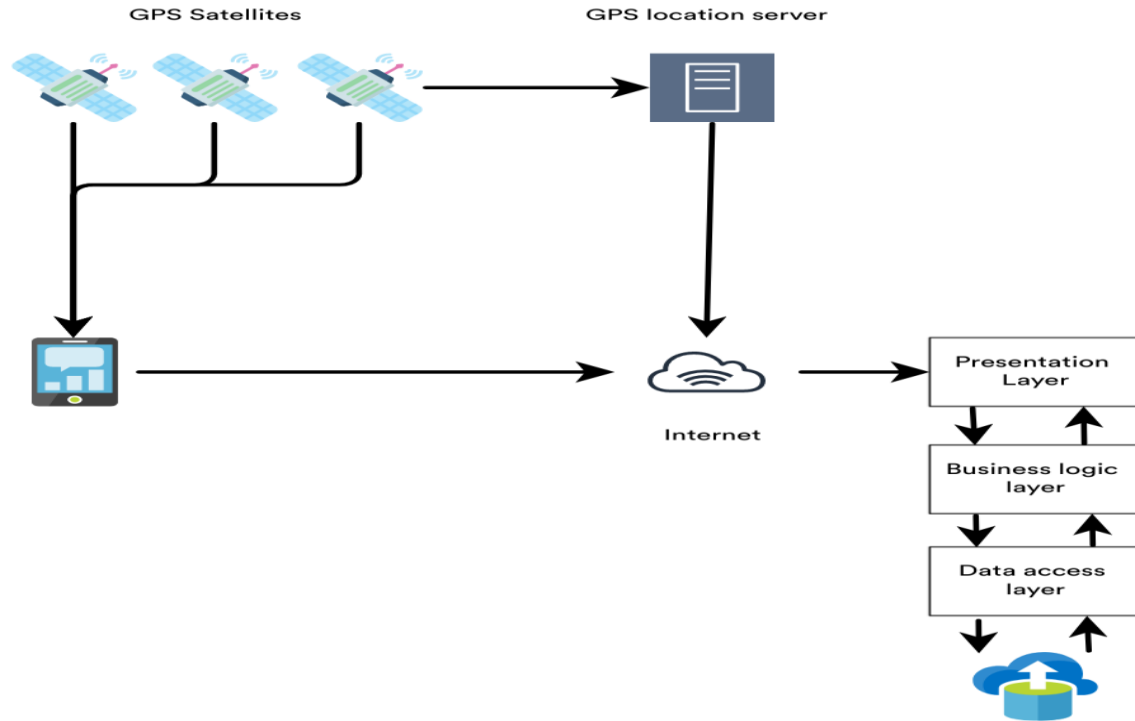 GPS Satellites
GPS location server
Presentation
Layer
Internet
Business logic
layer
Data access
layer